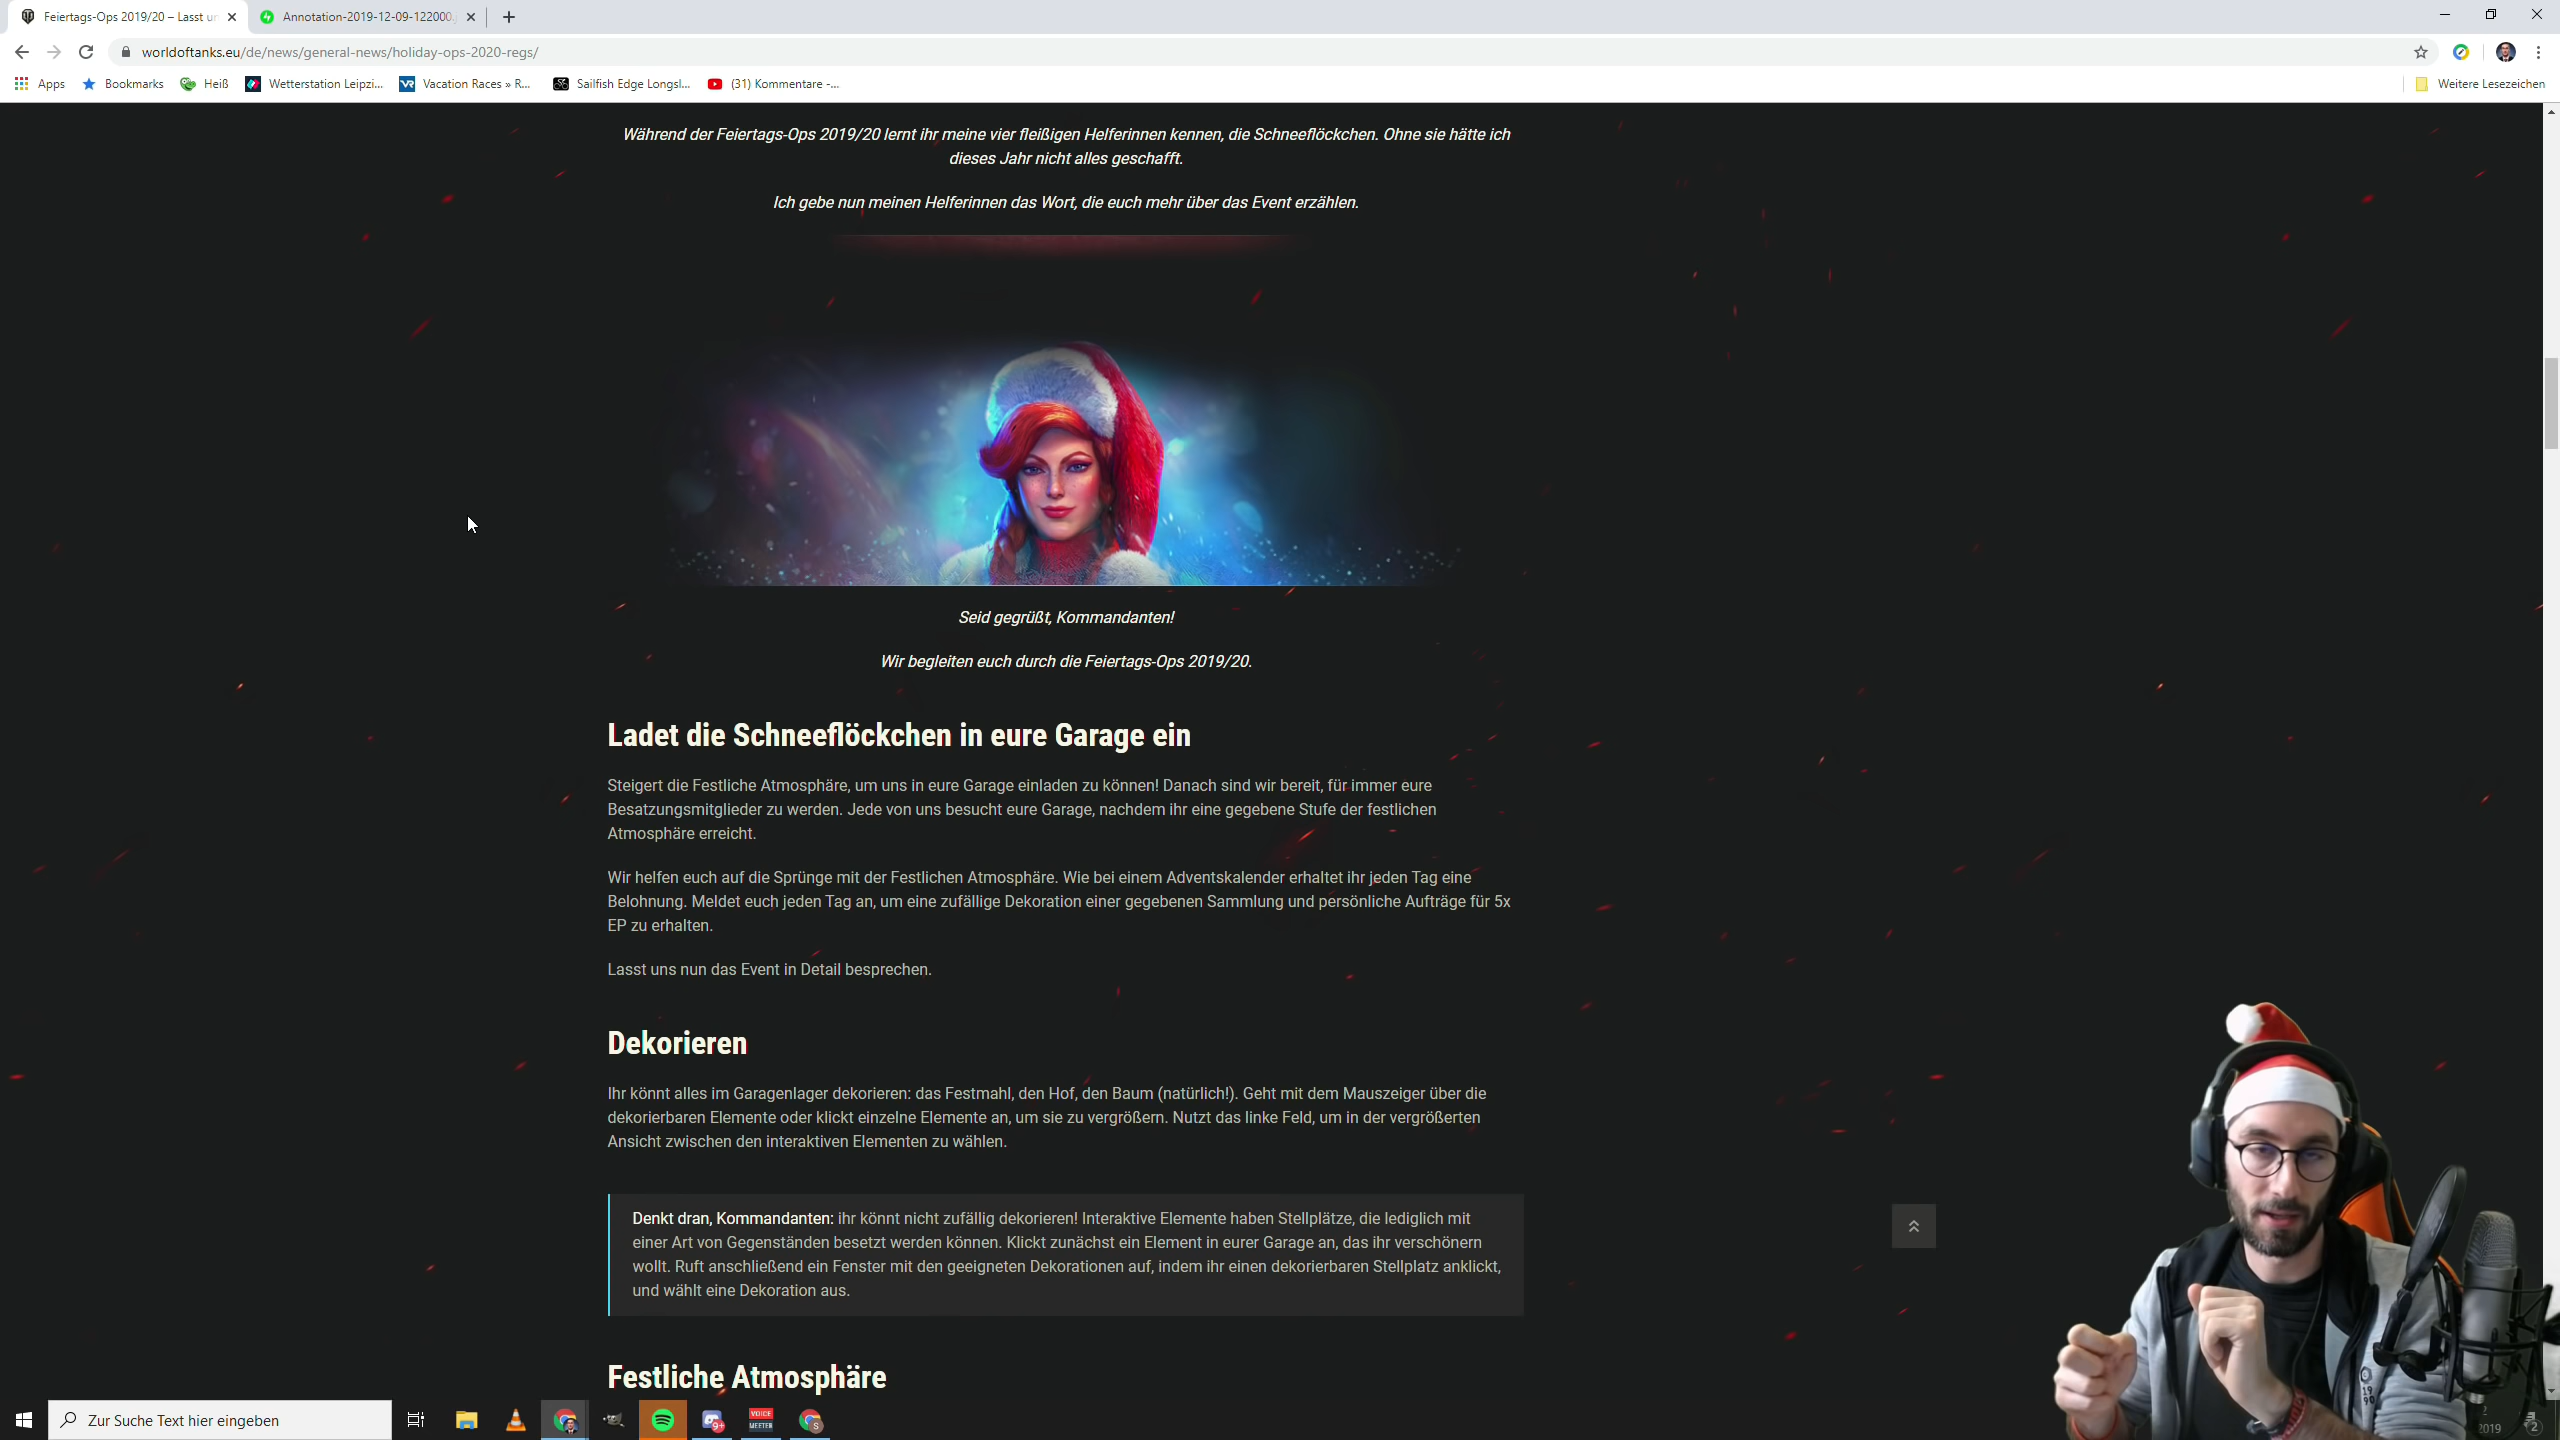 Feiertags-Ops 2019/20 – Lasst un
Annotation-2019-12-09-122000.
worldoftanks.eu/de/news/general-news/holiday-ops-2020-regs/
Apps
Bookmarks
Heiß
Wetterstation Leipzi...
Vacation Races » R...
Sailfish Edge Longsl...
(31) Kommentare -...
Weitere Lesezeichen
Während der Feiertags-Ops 2019/20 lernt ihr meine vier fleißigen Helferinnen kennen, die Schneeflöckchen. Ohne sie hätte ich
dieses Jahr nicht alles geschafft.
Ich gebe nun meinen Helferinnen das Wort, die euch mehr über das Event erzählen.
Seid gegrüßt, Kommandanten!
Wir begleiten euch durch die Feiertags-Ops 2019/20.
Ladet die Schneeflöckchen in eure Garage ein
Steigert die Festliche Atmosphäre, um uns in eure Garage einladen zu können! Danach sind wir bereit, für immer eure
Besatzungsmitglieder zu werden. Jede von uns besucht eure Garage, nachdem ihr eine gegebene Stufe der festlichen
Atmosphäre erreicht.
Wir helfen euch auf die Sprünge mit der Festlichen Atmosphäre. Wie bei einem Adventskalender erhaltet ihr jeden Tag eine
Belohnung. Meldet euch jeden Tag an, um eine zufällige Dekoration einer gegebenen Sammlung und persönliche Aufträge für 5x
EP zu erhalten.
Lasst uns nun das Event in Detail besprechen.
Dekorieren
Ihr könnt alles im Garagenlager dekorieren: das Festmahl, den Hof, den Baum (natürlich!). Geht mit dem Mauszeiger über die
dekorierbaren Elemente oder klickt einzelne Elemente an, um sie zu vergrößern. Nutzt das linke Feld, um in der vergrößerten
Ansicht zwischen den interaktiven Elementen zu wählen.
Denkt dran, Kommandanten: ihr könnt nicht zufällig dekorieren! Interaktive Elemente haben Stellplätze, die lediglich mit
einer Art von Gegenständen besetzt werden können. Klickt zunächst ein Element in eurer Garage an, das ihr verschönern
wollt. Ruft anschließend ein Fenster mit den geeigneten Dekorationen auf, indem ihr einen dekorierbaren Stellplatz anklickt,
und wählt eine Dekoration aus.
Festliche Atmosphäre
Zur Suche Text hier eingeben
9+
VOICE
MEETER
S
19
90
2
2019
2